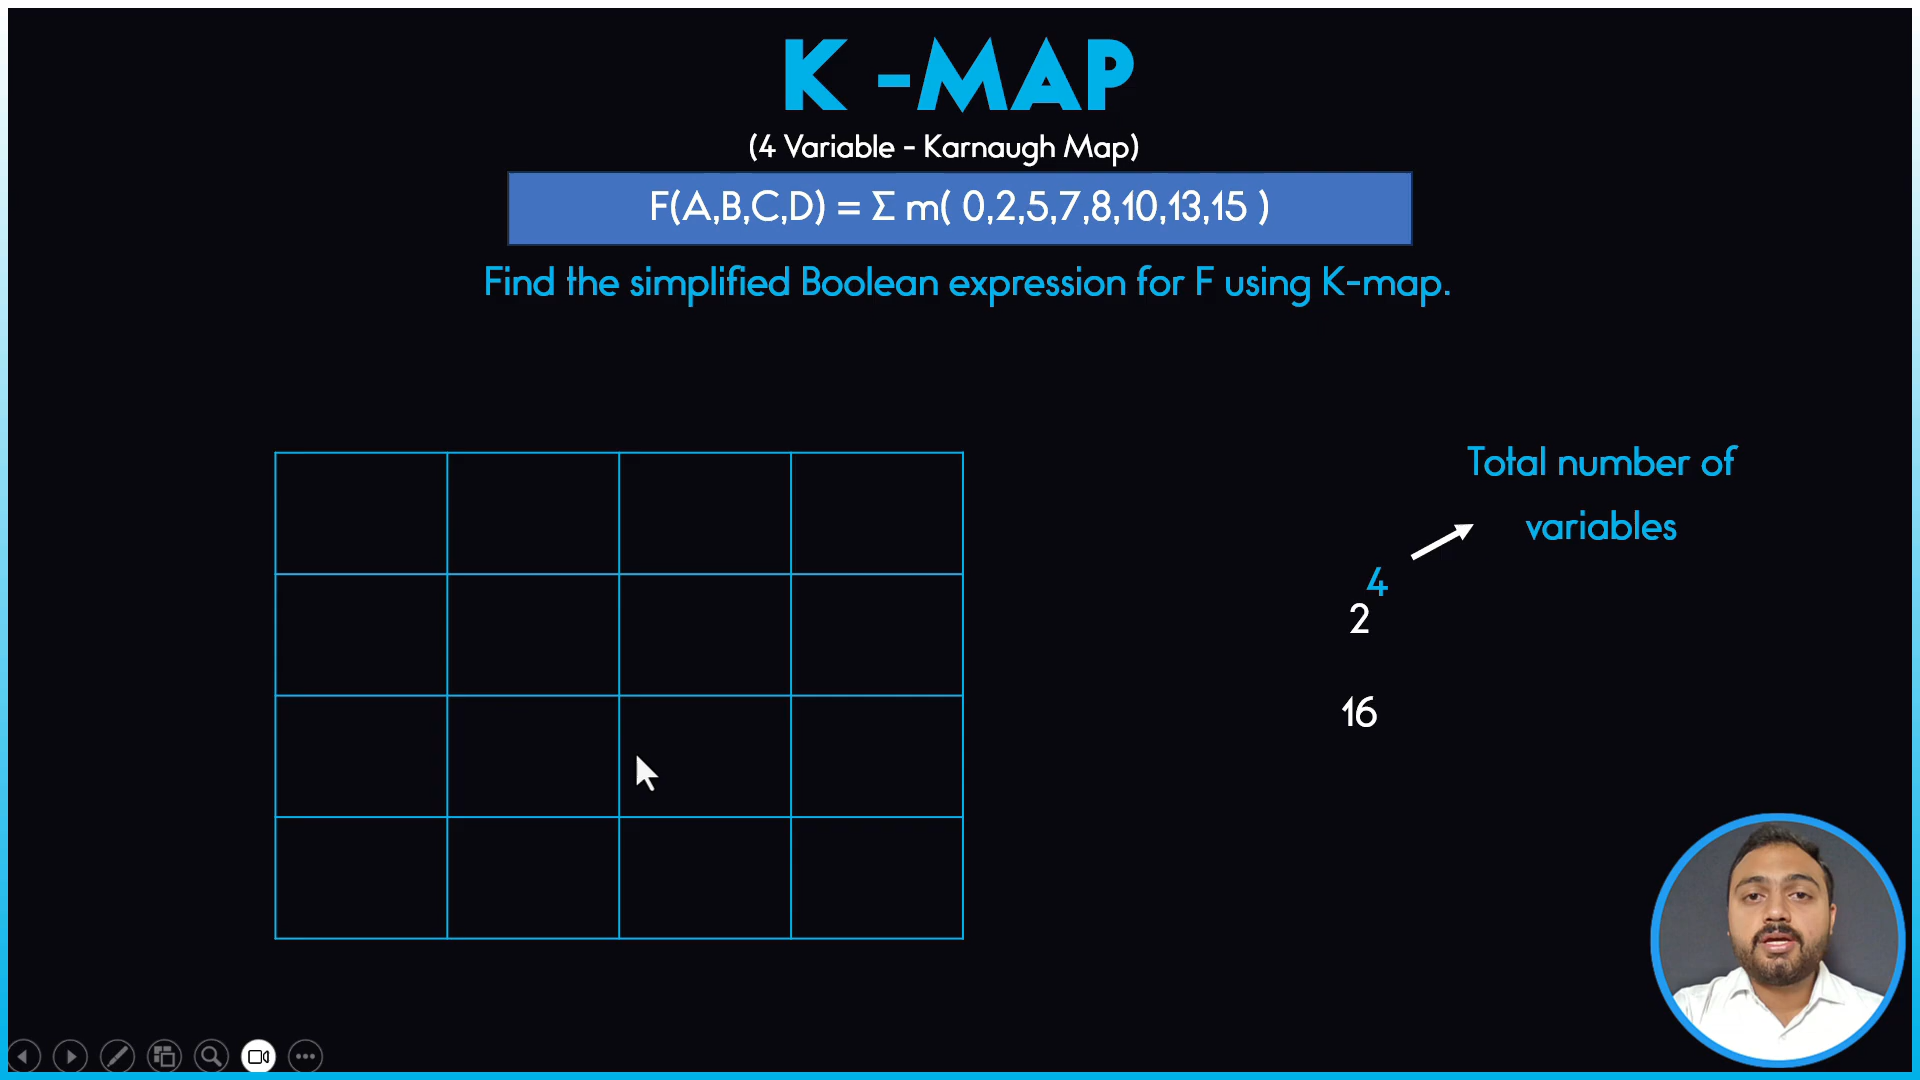 K -MAP
(4 Variable - Karnaugh Map)
F(A,B,C,D) = Σ m( 0,2,5,7,8,10,13,15 )
Find the simplified Boolean expression for F using K-map.
Total number of
variables
4
2
16